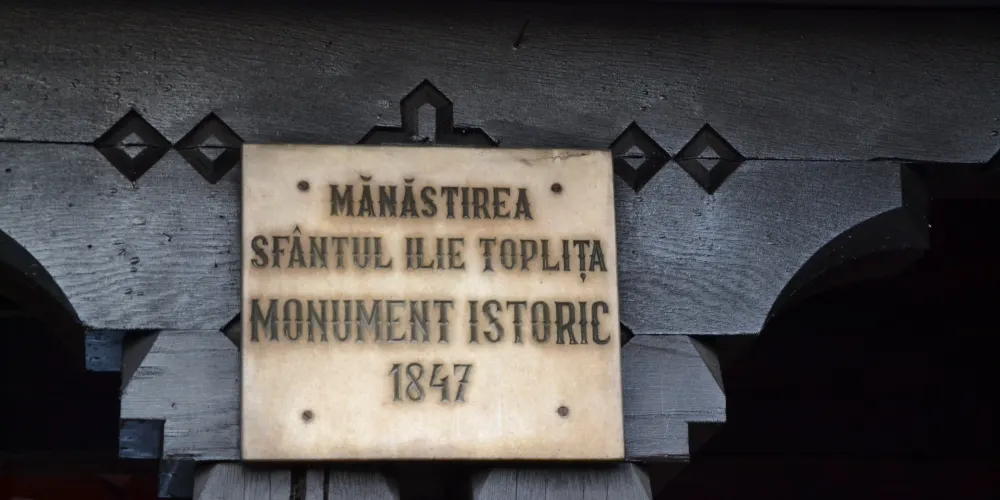 MĂNĂSTIREA
SFÂNTUL ILIE TOPLIȚA
MONUMENT ISTORIC
1847